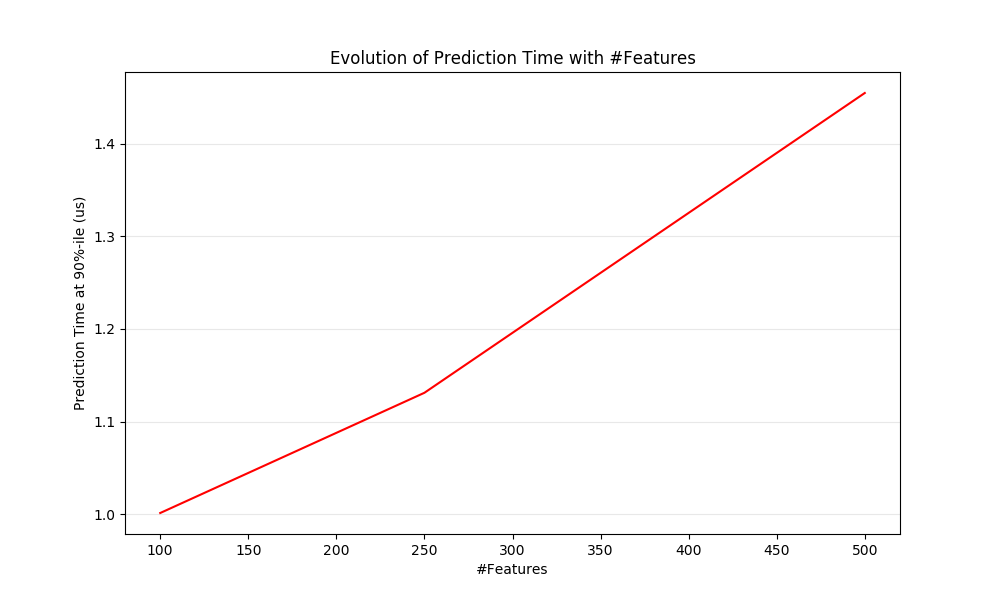 Evolution of Prediction Time with #Features
Prediction Time at 90%-ile (us)
1.4
1.3
1.2
1.1
1.0
100 150 200 250 300 350 400 450 500
#Features